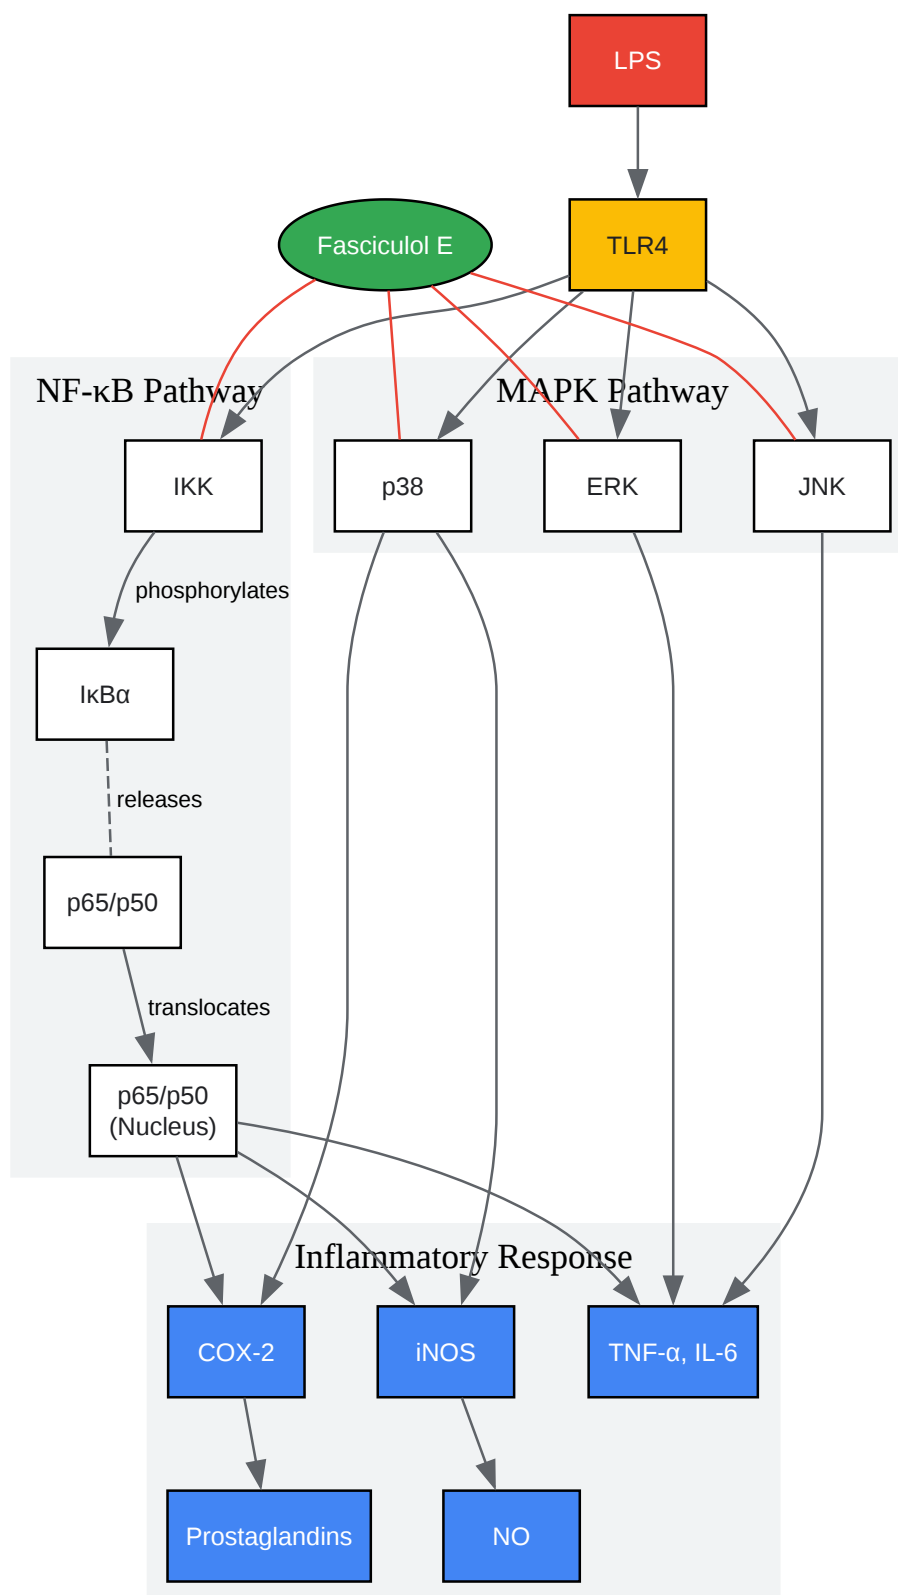 LPS
Fasciculol E
TLR4
NF-κB Pathway
MAPK Pathway
IKK
p38
ERK
JNK
phosphorylates
IκBα
releases
p65/p50
translocates
p65/p50
(Nucleus)
Inflammatory Response
COX-2
iNOS
TNF-α, IL-6
Prostaglandins
NO